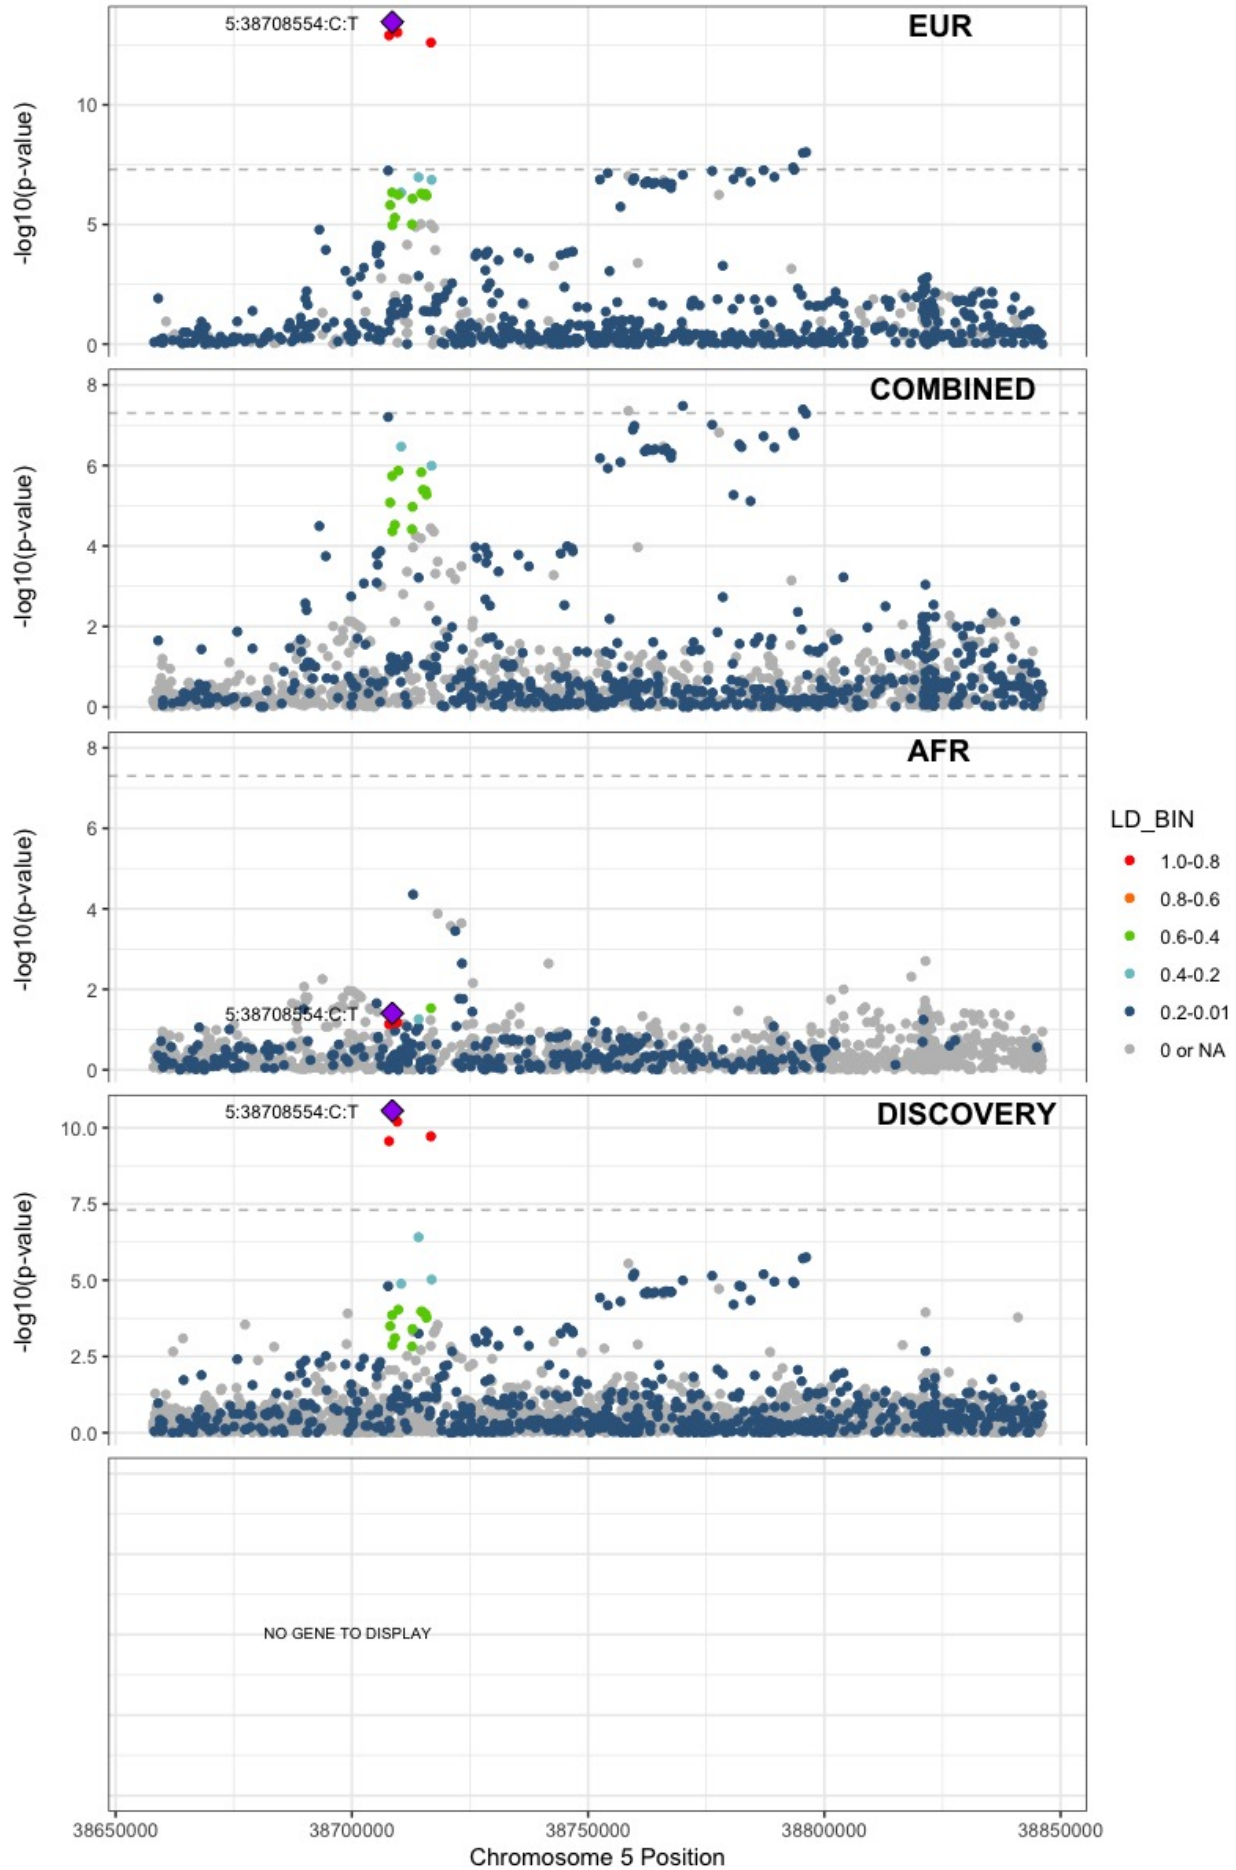 EUR
5:38708554:C:T
-log10(p-value)
10
5
0
COMBINED
-log10(p-value)
8
6
4
2
0
AFR
-log10(p-value)
8
6
4
2
0
5:38708554:C:T
DISCOVERY
5:38708554:C:T
-log10(p-value)
10.0
7.5
5.0
2.5
0.0
LD_BIN
1.0-0.8
0.8-0.6
0.6-0.4
0.4-0.2
0.2-0.01
0 or NA
NO GENE TO DISPLAY
38650000 38700000 38750000 38800000 38850000
Chromosome 5 Position